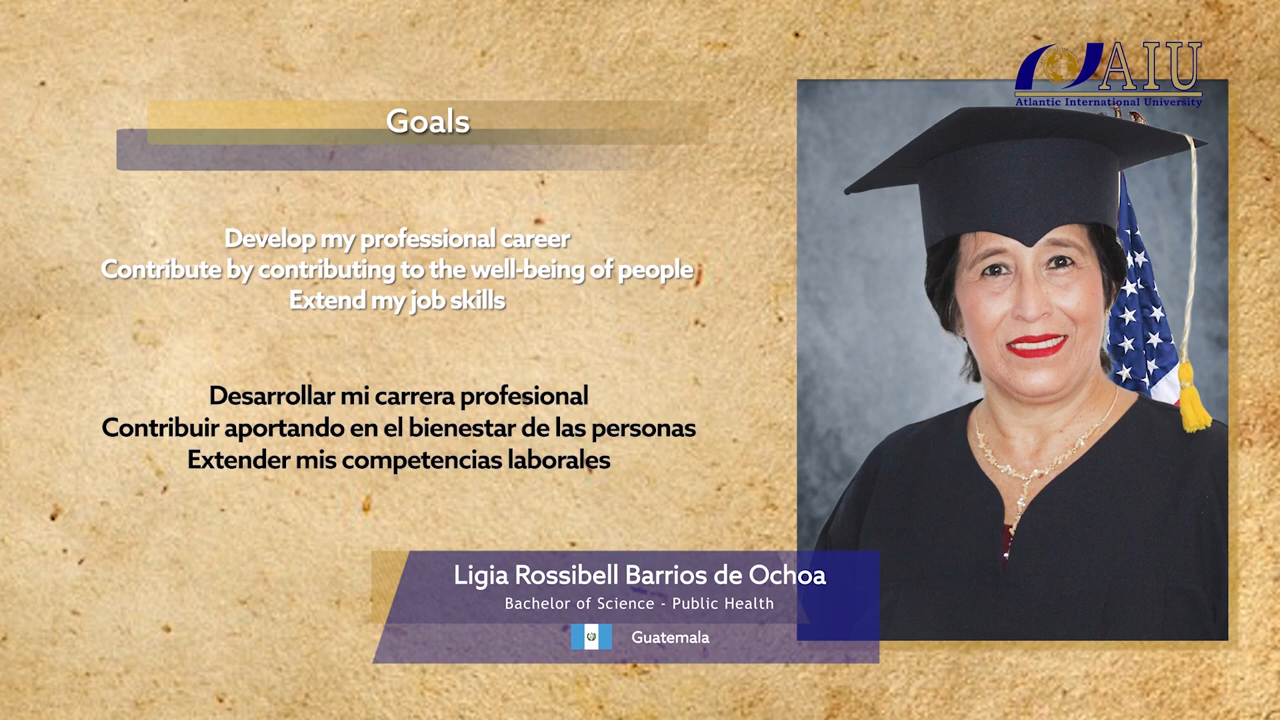 AIU
Atlantic International University
Goals
Develop my professional career
Contribute by contributing to the well-being of people
Extend my job skills
Desarrollar mi carrera profesional
Contribuir aportando en el bienestar de las personas
Extender mis competencias laborales
Ligia Rossibell Barrios de Ochoa
Bachelor of Science - Public Health
Guatemala